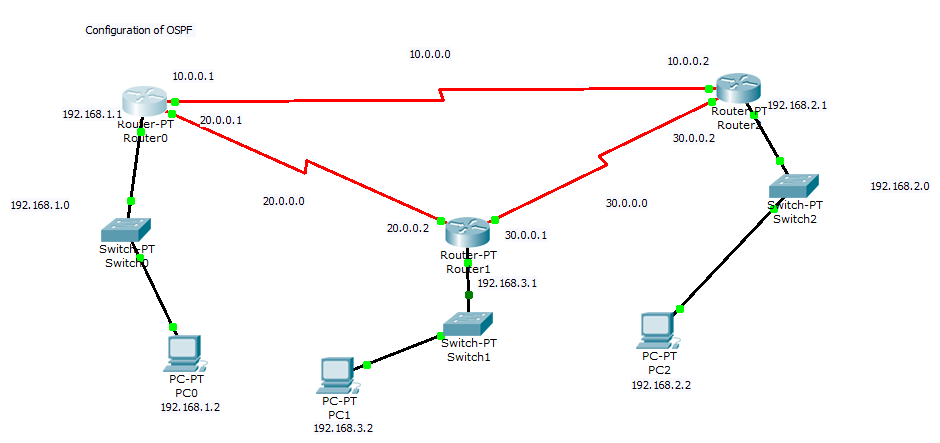 Configuration of OSPF
10.0.0.0
10.0.0.2
10.0.0.1
192.168.1.1
20.0.0.1
Router-PT
Router0
Router-PT
Router2
192.168.2.1
30.0.0.2
192.168.1.0
20.0.0.0
30.0.0.0
192.168.2.0
20.0.0.2
30.0.0.1
Switch-PT
Switch2
Switch-PT
Switch0
Router-PT
Router1
192.168.3.1
Switch-PT
Switch1
PC-PT
PC0
192.168.1.2
PC-PT
PC1
192.168.3.2
PC-PT
PC2
192.168.2.2